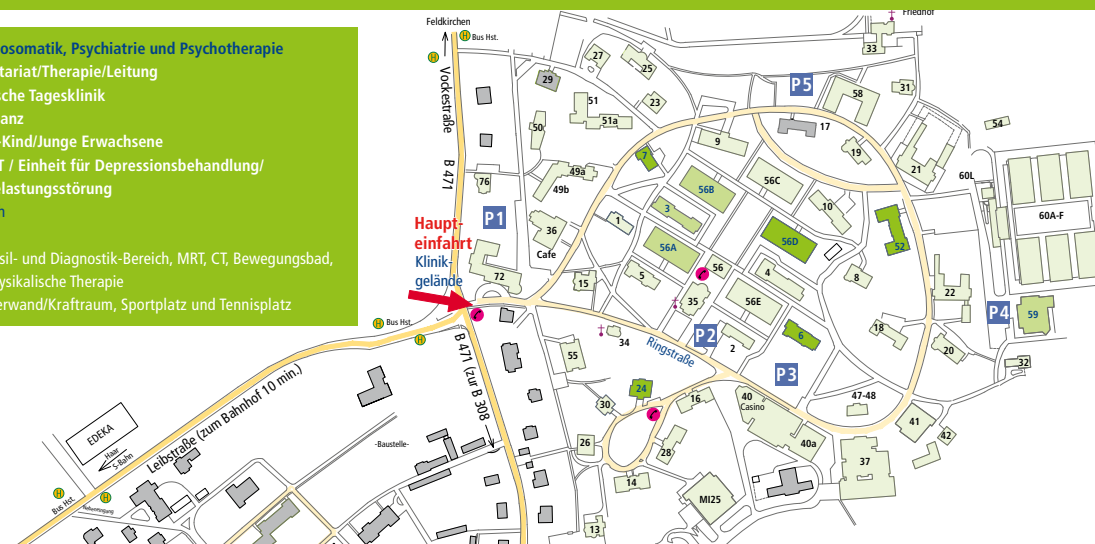 osomatik, Psychiatrie und Psychotherapie
tariat/Therapie/Leitung
sche Tagesklinik
anz
-Kind/Junge Erwachsene
T / Einheit für Depressionsbehandlung/
elastungsstörung
n
sil- und Diagnostik-Bereich, MRT, CT, Bewegungsbad,
ysikalische Therapie
erwand/Kraftraum, Sportplatz und Tennisplatz
Feldkirchen
H Bus Hst.
H
Vockestraße
B 471
Friedhof
33
27
25
29
P5
58
31
51
23
51a
50
17
54
9
19
7
21
49a
49b
76
56B
56C
60L
P1
3
10
60A-F
Haupt-
einfahrt
Klinik-
gelände
36
Cafe
1
56A
56D
52
72
5
56
4
8
15
35
56E
22
P4
59
H Bus Hst.
H
34
P2
2
6
18
20
Ringstraße
P3
32
B 471 (zur B 308)
55
24
30
16
40
Casino
47-48
41
42
40a
26
28
37
14
MI25
13
-Baustelle-
Leibstraße (zum Bahnhof 10 min.)
EDEKA
Haar
S-Bahn
H
Bus Hst.
H